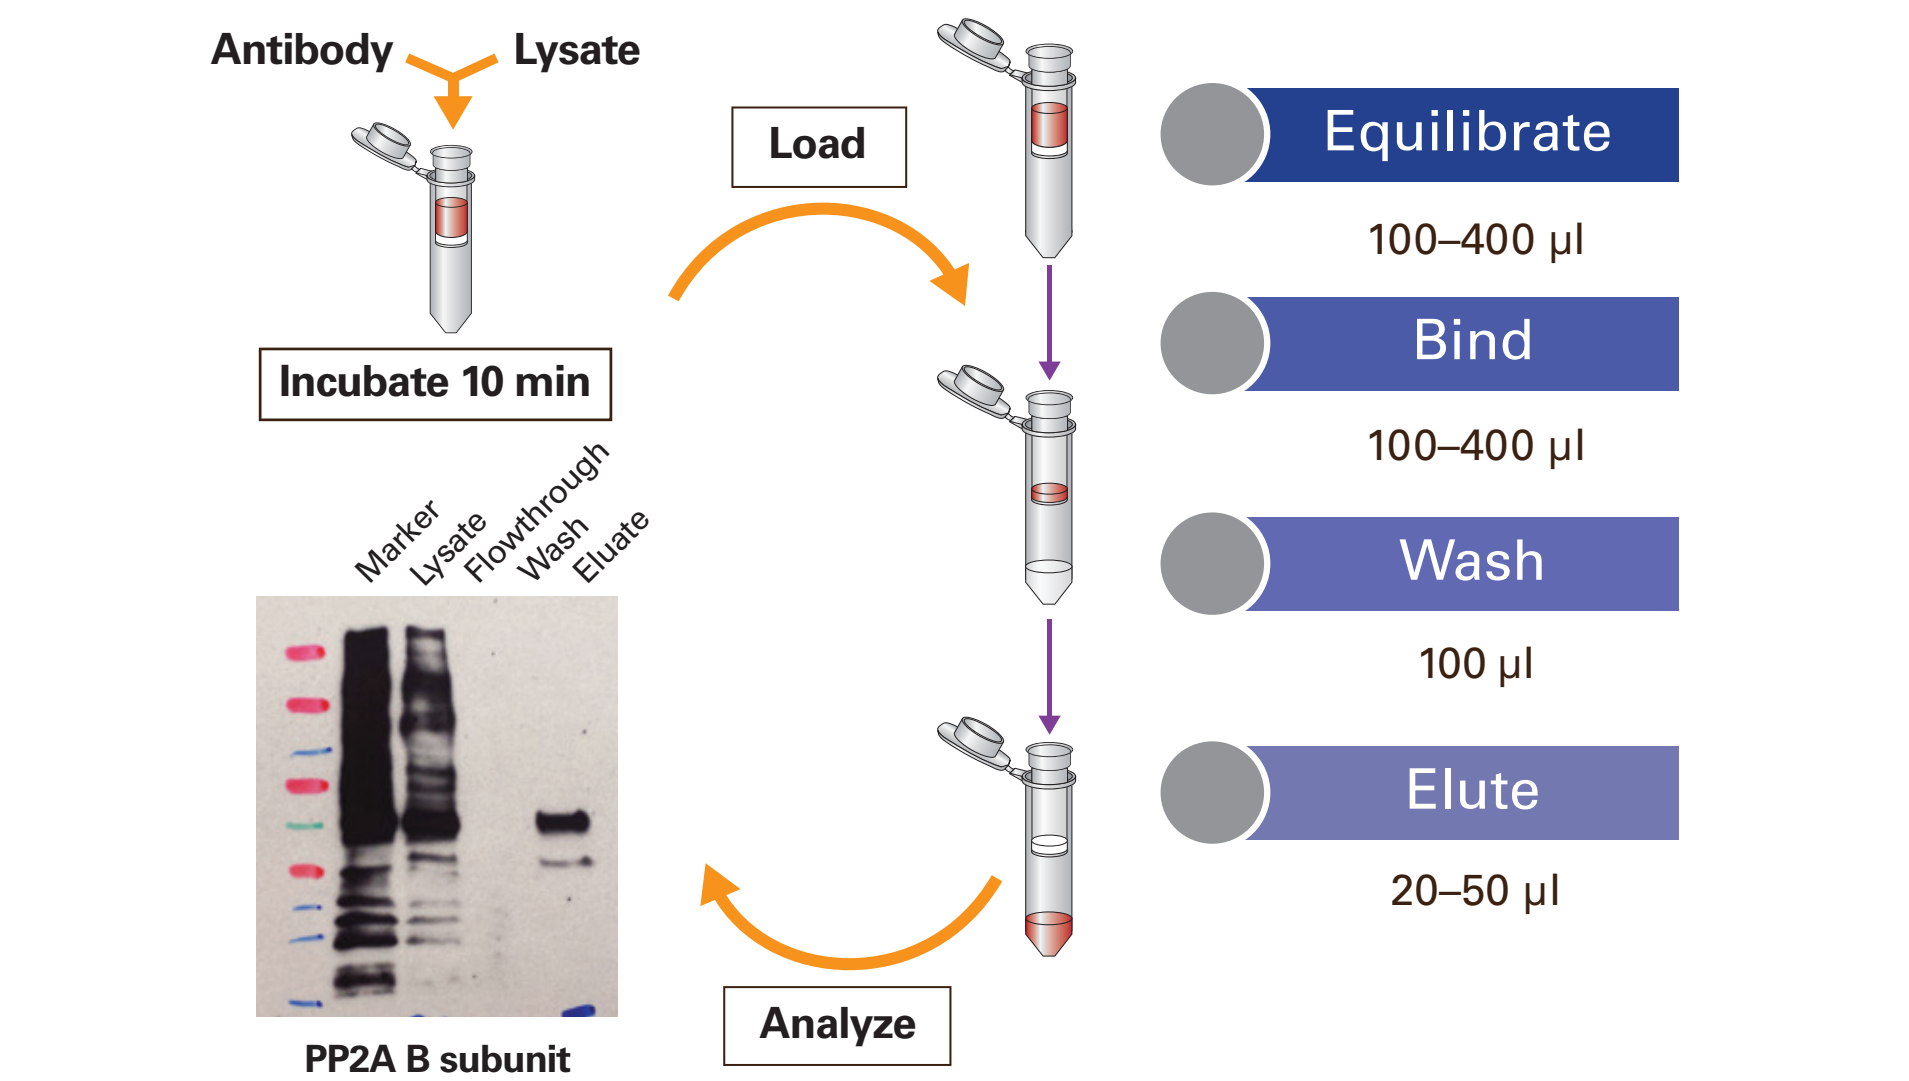 Antibody
Lysate
Incubate 10 min
Load
Equilibrate
100–400 µl
Bind
100–400 µl
Wash
100 µl
Elute
20–50 µl
Marker
Lysate
Flowthrough
Wash
Eluate
PP2A B subunit
Analyze